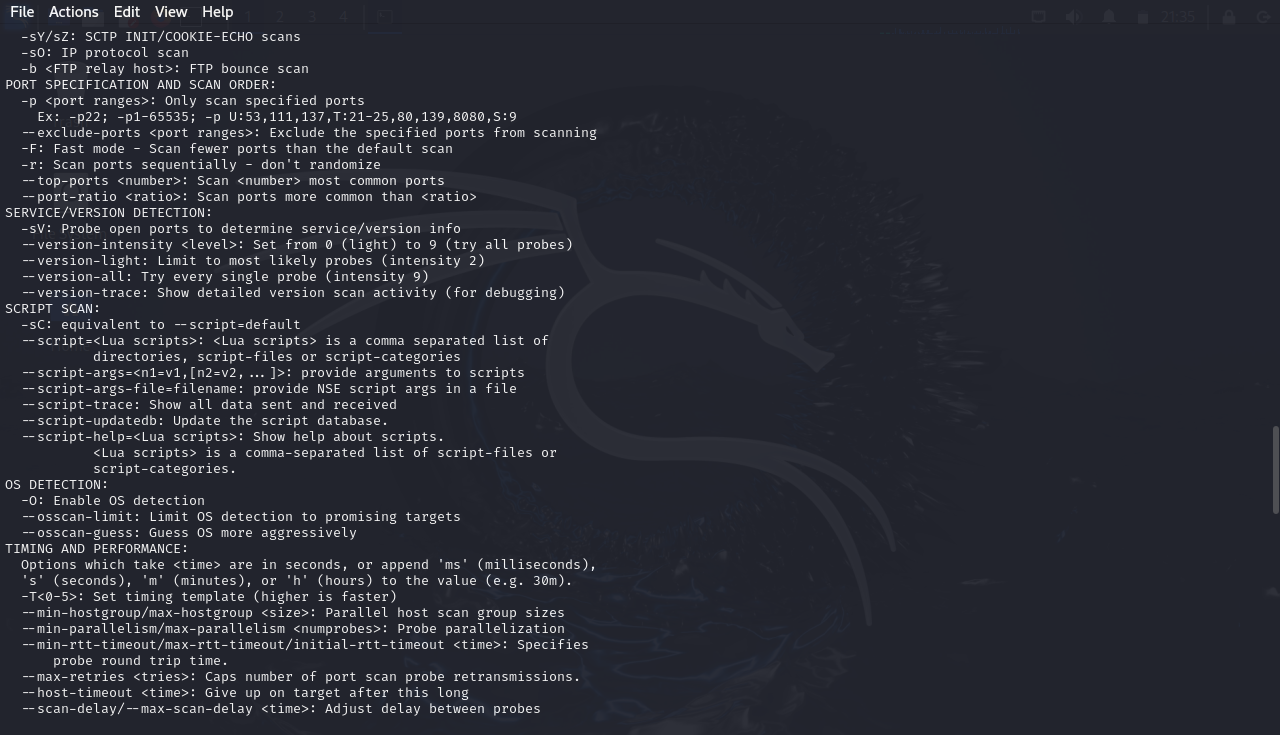 File Actions Edit View Help
1 2 3 4 21:35
-sY/sZ: SCTP INIT/COOKIE-ECHO scans
-sO: IP protocol scan
-b <FTP relay host>: FTP bounce scan
PORT SPECIFICATION AND SCAN ORDER:
-p <port ranges>: Only scan specified ports
Ex: -p22; -p1-65535; -p U:53,111,137,T:21-25,80,139,8080,S:9
--exclude-ports <port ranges>: Exclude the specified ports from scanning
-F: Fast mode - Scan fewer ports than the default scan
-r: Scan ports sequentially - don't randomize
--top-ports <number>: Scan <number> most common ports
--port-ratio <ratio>: Scan ports more common than <ratio>
SERVICE/VERSION DETECTION:
-sV: Probe open ports to determine service/version info
--version-intensity <level>: Set from 0 (light) to 9 (try all probes)
--version-light: Limit to most likely probes (intensity 2)
--version-all: Try every single probe (intensity 9)
--version-trace: Show detailed version scan activity (for debugging)
SCRIPT SCAN:
-sC: equivalent to --script=default
--script=<Lua scripts>: <Lua scripts> is a comma separated list of
directories, script-files or script-categories
--script-args=<n1=v1,[n2=v2,...]>: provide arguments to scripts
--script-args-file=filename: provide NSE script args in a file
--script-trace: Show all data sent and received
--script-updatedb: Update the script database.
--script-help=<Lua scripts>: Show help about scripts.
<Lua scripts> is a comma-separated list of script-files or
script-categories.
OS DETECTION:
-O: Enable OS detection
--osscan-limit: Limit OS detection to promising targets
--osscan-guess: Guess OS more aggressively
TIMING AND PERFORMANCE:
Options which take <time> are in seconds, or append 'ms' (milliseconds),
's' (seconds), 'm' (minutes), or 'h' (hours) to the value (e.g. 30m).
-T<0-5>: Set timing template (higher is faster)
--min-hostgroup/max-hostgroup <size>: Parallel host scan group sizes
--min-parallelism/max-parallelism <numprobes>: Probe parallelization
--min-rtt-timeout/max-rtt-timeout/initial-rtt-timeout <time>: Specifies
probe round trip time.
--max-retries <tries>: Caps number of port scan probe retransmissions.
--host-timeout <time>: Give up on target after this long
--scan-delay/--max-scan-delay <time>: Adjust delay between probes